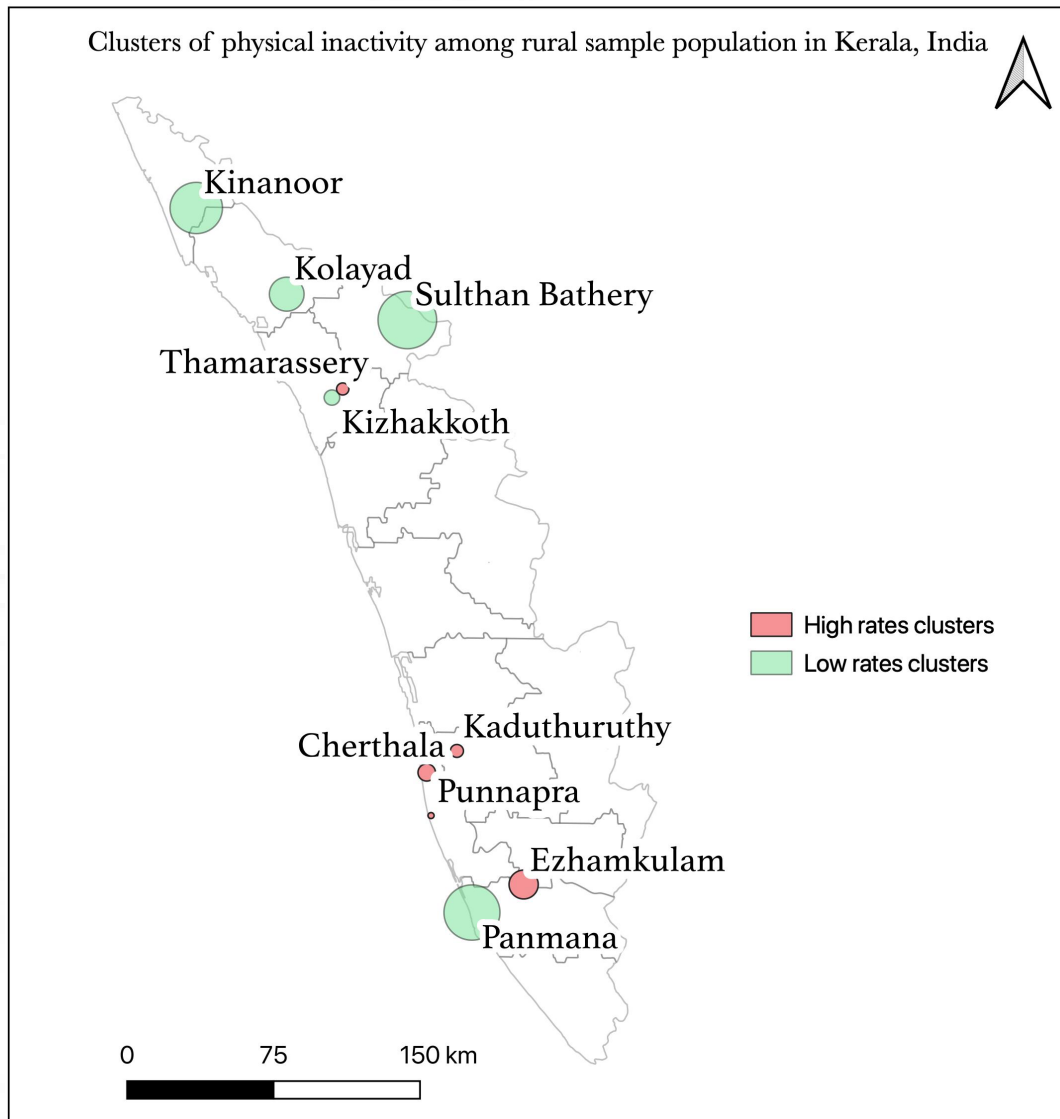 Clusters of physical inactivity among rural sample population in Kerala, India
Kinanoor
Kolayad
Sulthan Bathery
Thamarassery
Kizhakkoth
High rates clusters
Low rates clusters
Kaduthuruthy
Cherthala
Punnapra
Ezhamkulam
Panmana
0 75 150 km